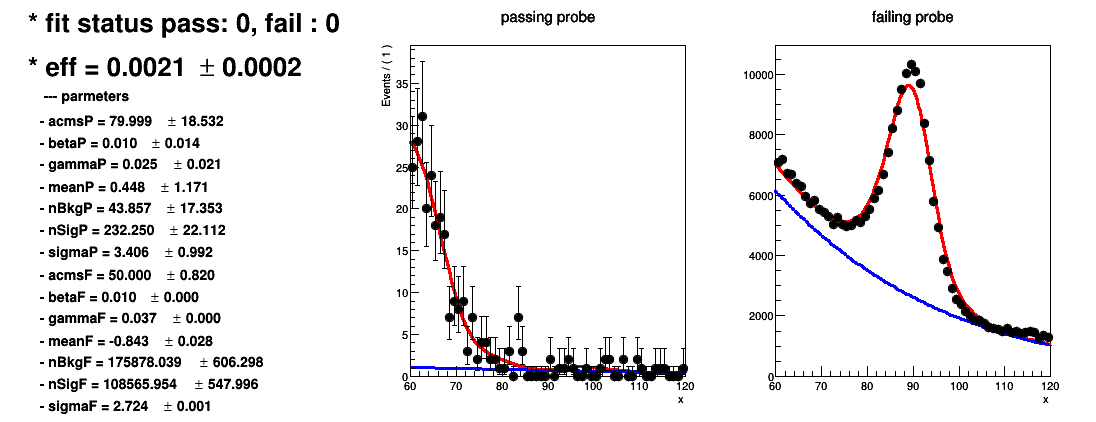 * fit status pass: 0, fail : 0
* eff = 0.0021 ± 0.0002
--- parmeters
- acmsP = 79.999 ± 18.532
- betaP = 0.010 ± 0.014
- gammaP = 0.025 ± 0.021
- meanP = 0.448 ± 1.171
- nBkgP = 43.857 ± 17.353
- nSigP = 232.250 ± 22.112
- sigmaP = 3.406 ± 0.992
- acmsF = 50.000 ± 0.820
- betaF = 0.010 ± 0.000
- gammaF = 0.037 ± 0.000
- meanF = -0.843 ± 0.028
- nBkgF = 175878.039 ± 606.298
- nSigF = 108565.954 ± 547.996
- sigmaF = 2.724 ± 0.001
passing probe
Events / ( 1 )
35
30
25
20
15
10
5
0
60 70 80 90 100 110 120
x
failing probe
10000
8000
6000
4000
2000
0
60 70 80 90 100 110 120
x